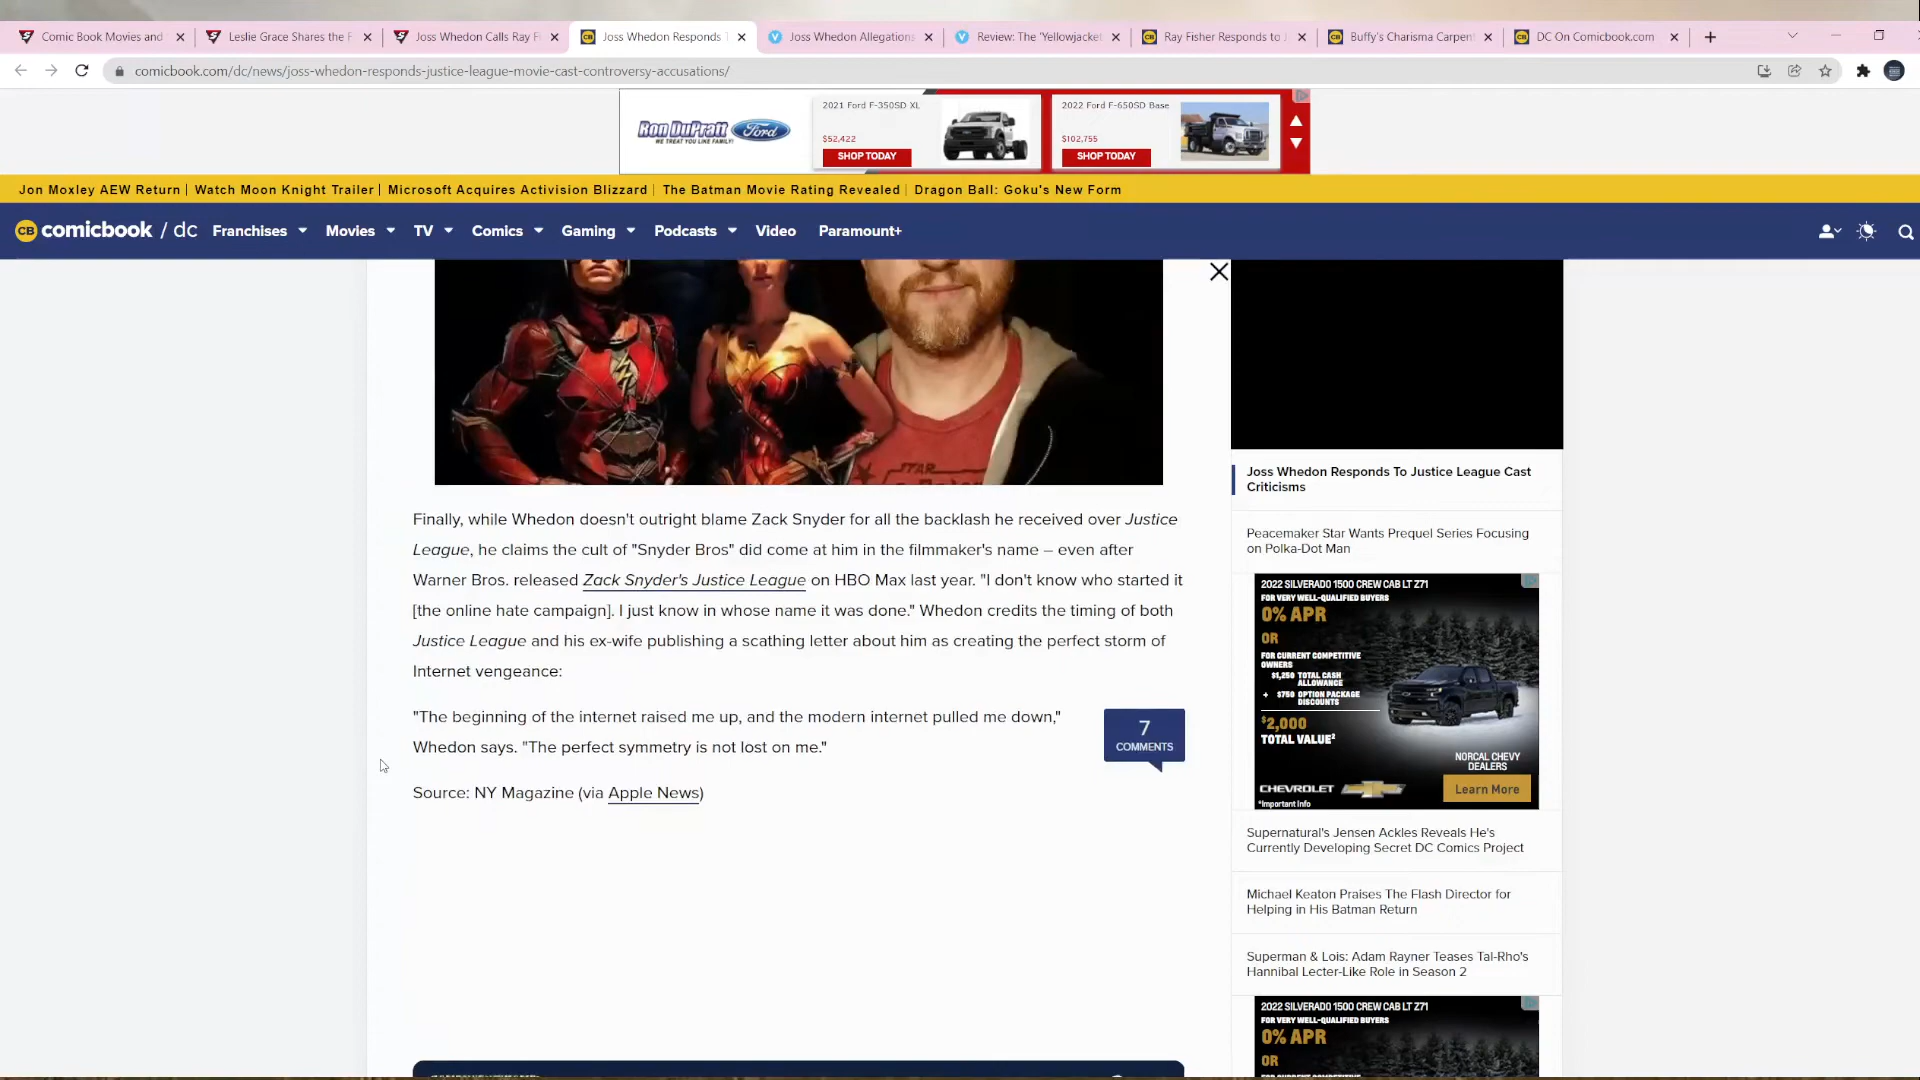 Comic Book Movies and
Leslie Grace Shares the F
Joss Whedon Calls Ray Fi
Joss Whedon Responds T
Joss Whedon Allegations
Review: The 'Yellowjacket
Ray Fisher Responds to J
Buffy's Charisma Carpent
DC On Comicbook.com
comicbook.com/dc/news/joss-whedon-responds-justice-league-movie-cast-controversy-accusations/
Ron DuPratt Ford
WE TREAT YOU LIKE FAMILY!
2021 Ford F-350SD XL
$52,422
SHOP TODAY
2022 Ford F-650SD Base
$102,755
SHOP TODAY
Jon Moxley AEW Return | Watch Moon Knight Trailer | Microsoft Acquires Activision Blizzard | The Batman Movie Rating Revealed | Dragon Ball: Goku's New Form
CB comicbook / dc Franchises Movies TV Comics Gaming Podcasts Video Paramount+
STAR
Finally, while Whedon doesn't outright blame Zack Snyder for all the backlash he received over Justice
League, he claims the cult of "Snyder Bros" did come at him in the filmmaker's name – even after
Warner Bros. released Zack Snyder's Justice League on HBO Max last year. "I don't know who started it
[the online hate campaign]. I just know in whose name it was done." Whedon credits the timing of both
Justice League and his ex-wife publishing a scathing letter about him as creating the perfect storm of
Internet vengeance:
"The beginning of the internet raised me up, and the modern internet pulled me down,"
Whedon says. "The perfect symmetry is not lost on me."
7
COMMENTS
Source: NY Magazine (via Apple News)
Joss Whedon Responds To Justice League Cast
Criticisms
Peacemaker Star Wants Prequel Series Focusing
on Polka-Dot Man
2022 SILVERADO 1500 CREW CAB LT Z71
FOR VERY WELL-QUALIFIED BUYERS
0% APR
OR
FOR CURRENT COMPETITIVE
OWNERS
$1,250 TOTAL CASH
ALLOWANCE
+ $750 OPTION PACKAGE
DISCOUNTS
$2,000
TOTAL VALUE²
NORCAL CHEVY
DEALERS
CHEVROLET
Learn More
*Important Info
Supernatural's Jensen Ackles Reveals He's
Currently Developing Secret DC Comics Project
Michael Keaton Praises The Flash Director for
Helping in His Batman Return
Superman & Lois: Adam Rayner Teases Tal-Rho's
Hannibal Lecter-Like Role in Season 2
2022 SILVERADO 1500 CREW CAB LT Z71
FOR VERY WELL-QUALIFIED BUYERS
0% APR
OR